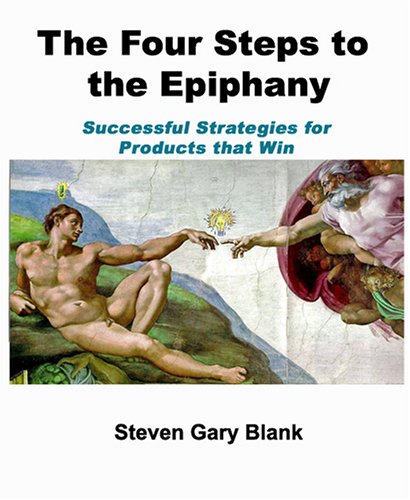 The Four Steps to
the Epiphany
Successful Strategies for
Products that Win
Steven Gary Blank